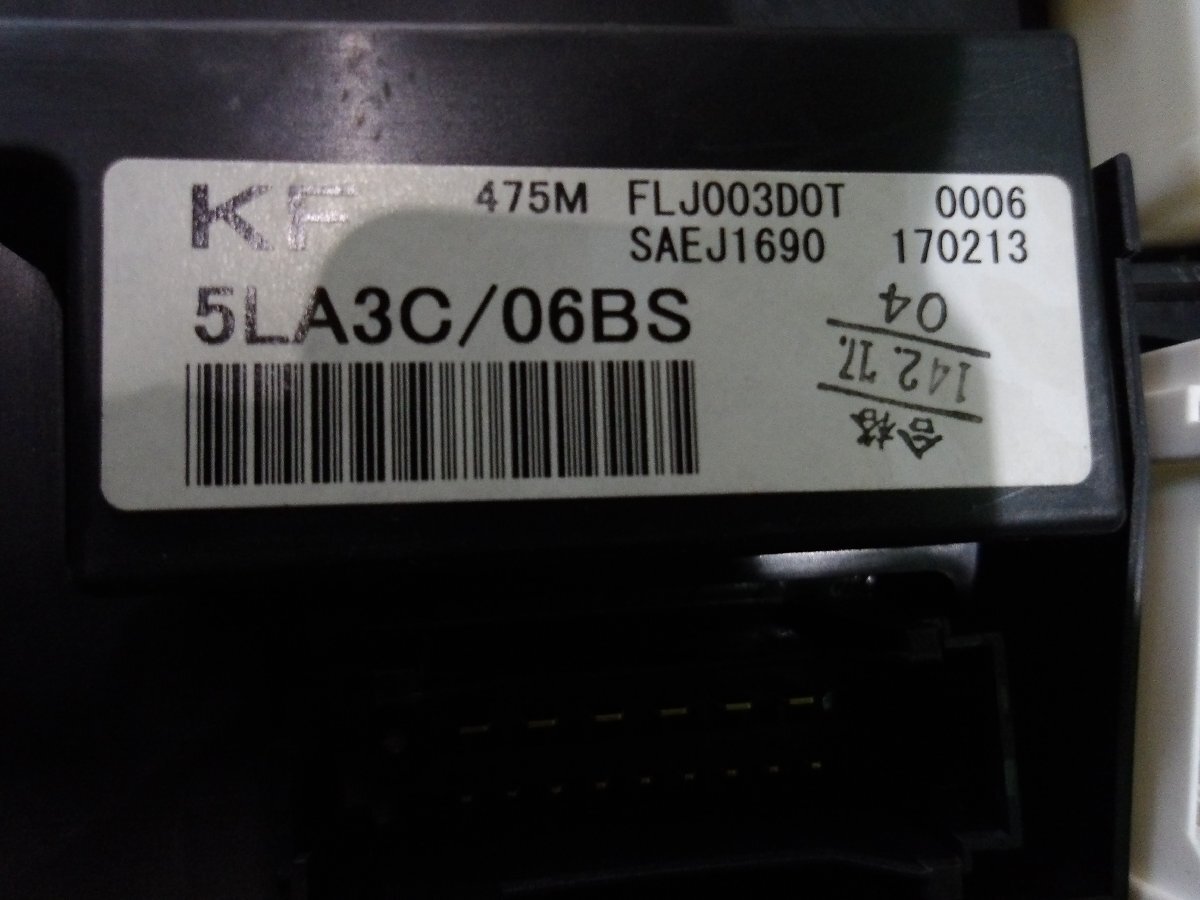 KF 475M FLJ003D0T 0006
SAEJ1690 170213
5LA3C/06BS
合格
142.'17.
04